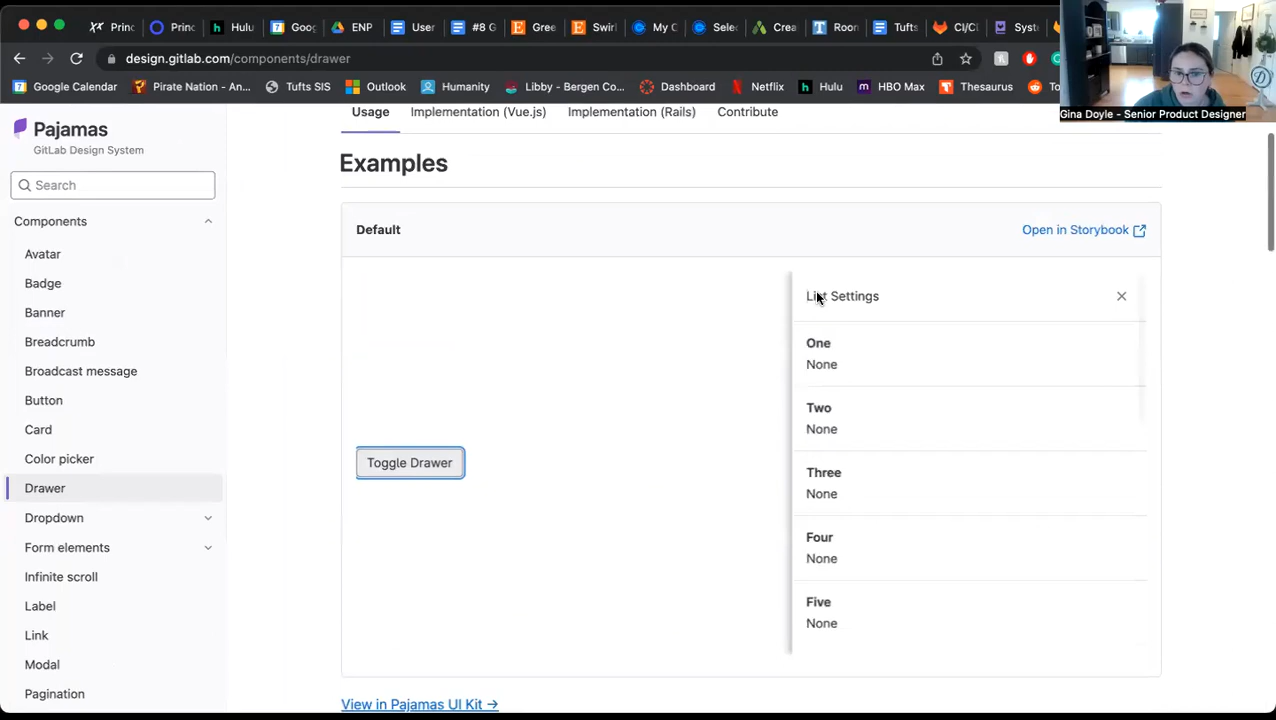 Princ Princ Hulu Goog ENP User #8 C Gre Swirl My C Selec Crea Room Tufts CI/C Syste
design.gitlab.com/components/drawer
Google Calendar Pirate Nation - An... Tufts SIS Outlook Humanity Libby - Bergen Co... Dashboard Netflix Hulu HBO Max Thesaurus Redd
Gina Doyle - Senior Product Designer
Pajamas
GitLab Design System
Search
Components
Avatar
Badge
Banner
Breadcrumb
Broadcast message
Button
Card
Color picker
Drawer
Dropdown
Form elements
Infinite scroll
Label
Link
Modal
Pagination
Usage Implementation (Vue.js) Implementation (Rails) Contribute
Examples
Default Open in Storybook
Toggle Drawer
List Settings
One
None
Two
None
Three
None
Four
None
Five
None
View in Pajamas UI Kit →